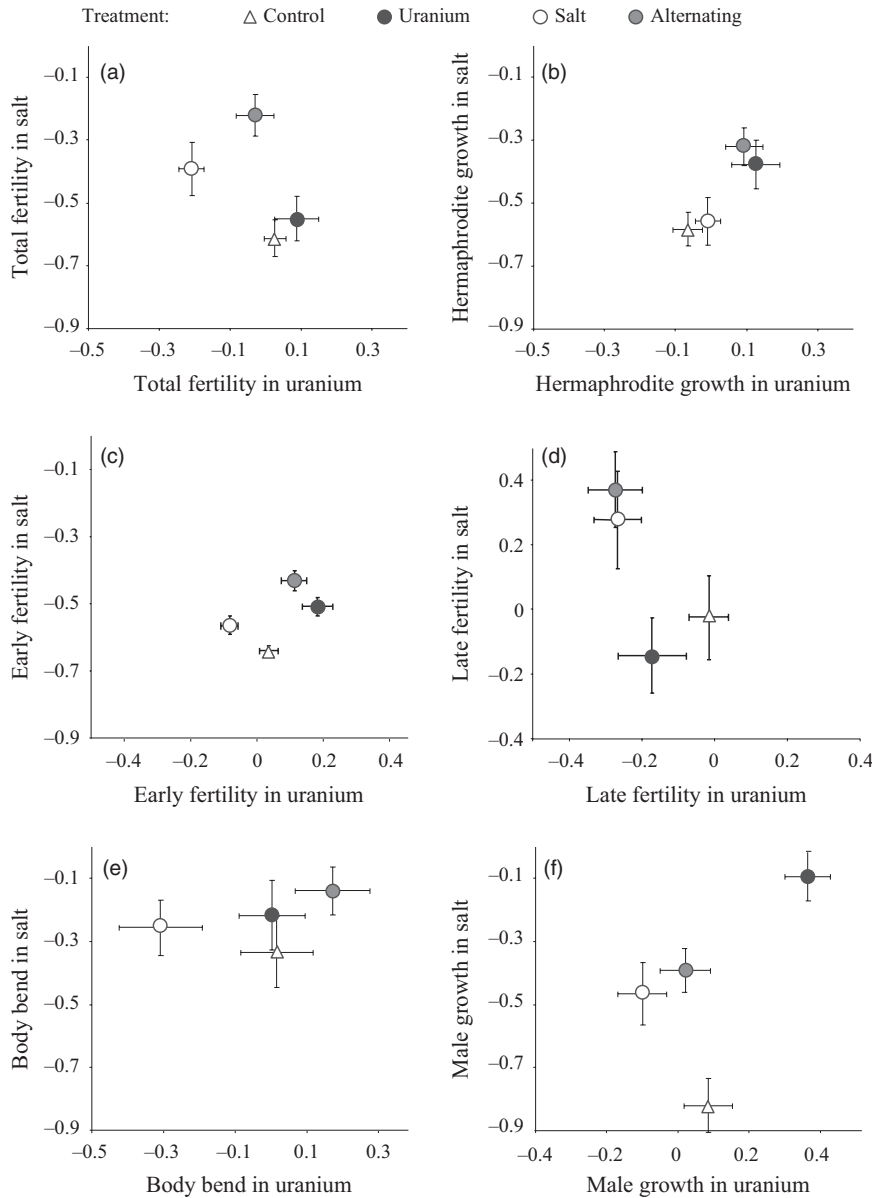 Treatment: Control Uranium Salt Alternating
(a)
Total fertility in salt
–0.1
–0.3
–0.5
–0.7
–0.9
–0.5 –0.3 –0.1 0.1 0.3
Total fertility in uranium
(b)
Hermaphrodite growth in salt
–0.1
–0.3
–0.5
–0.7
–0.9
–0.5 –0.3 –0.1 0.1 0.3
Hermaphrodite growth in uranium
(c)
Early fertility in salt
–0.1
–0.3
–0.5
–0.7
–0.9
–0.4 –0.2 0 0.2 0.4
Early fertility in uranium
(d)
Late fertility in salt
0.4
0.2
0
–0.2
–0.4
–0.4 –0.2 0 0.2 0.4
Late fertility in uranium
(e)
Body bend in salt
–0.1
–0.3
–0.5
–0.7
–0.9
–0.5 –0.3 –0.1 0.1 0.3
Body bend in uranium
(f)
Male growth in salt
–0.1
–0.3
–0.5
–0.7
–0.9
–0.4 –0.2 0 0.2 0.4
Male growth in uranium